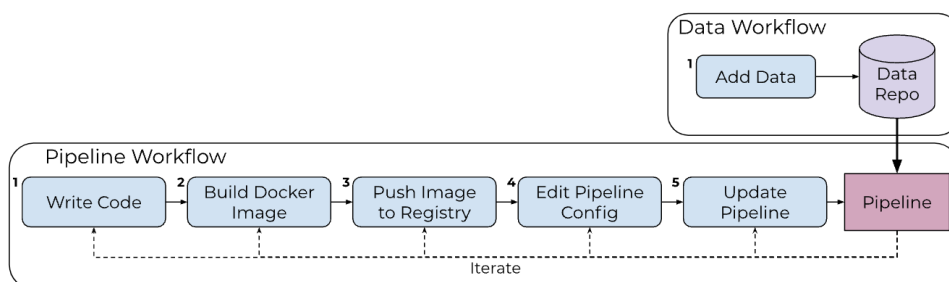 Data Workflow
1
Add Data
Data
Repo
Pipeline Workflow
1
Write Code
2
Build Docker
Image
3
Push Image
to Registry
4
Edit Pipeline
Config
5
Update
Pipeline
Pipeline
Iterate